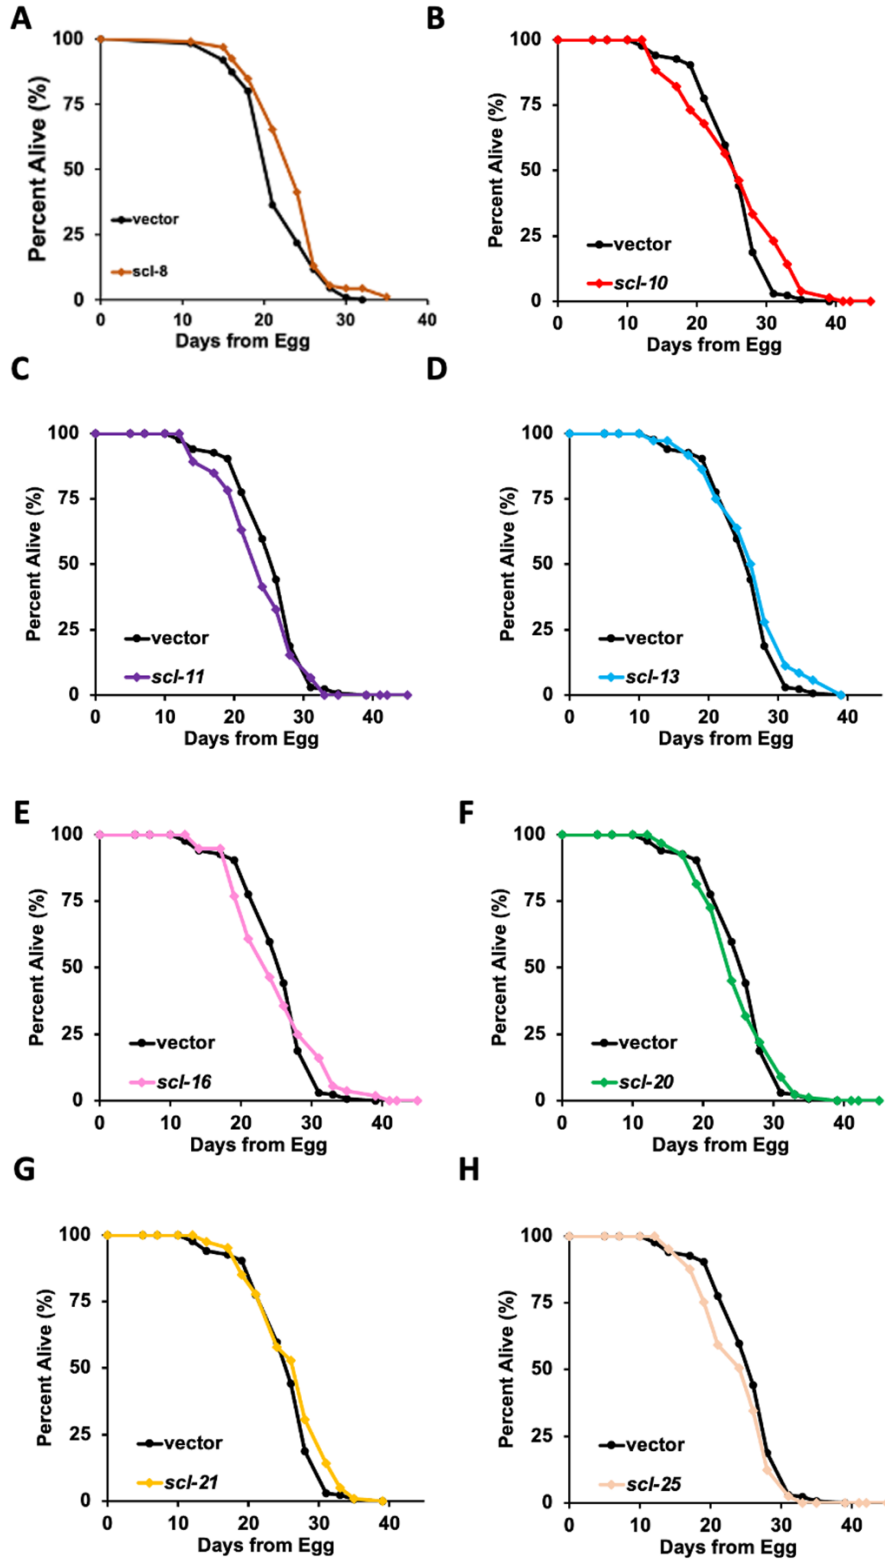 A
100
75
50
25
0
Percent Alive (%)
vector
scl-8
0 10 20 30 40
Days from Egg
B
100
75
50
25
0
Percent Alive (%)
vector
scl-10
0 10 20 30 40
Days from Egg
C
100
75
50
25
0
Percent Alive (%)
vector
scl-11
0 10 20 30 40
Days from Egg
D
100
75
50
25
0
Percent Alive (%)
vector
scl-13
0 10 20 30 40
Days from Egg
E
100
75
50
25
0
Percent Alive (%)
vector
scl-16
0 10 20 30 40
Days from Egg
F
100
75
50
25
0
Percent Alive (%)
vector
scl-20
0 10 20 30 40
Days from Egg
G
100
75
50
25
0
Percent Alive (%)
vector
scl-21
0 10 20 30 40
Days from Egg
H
100
75
50
25
0
Percent Alive (%)
vector
scl-25
0 10 20 30 40
Days from Egg